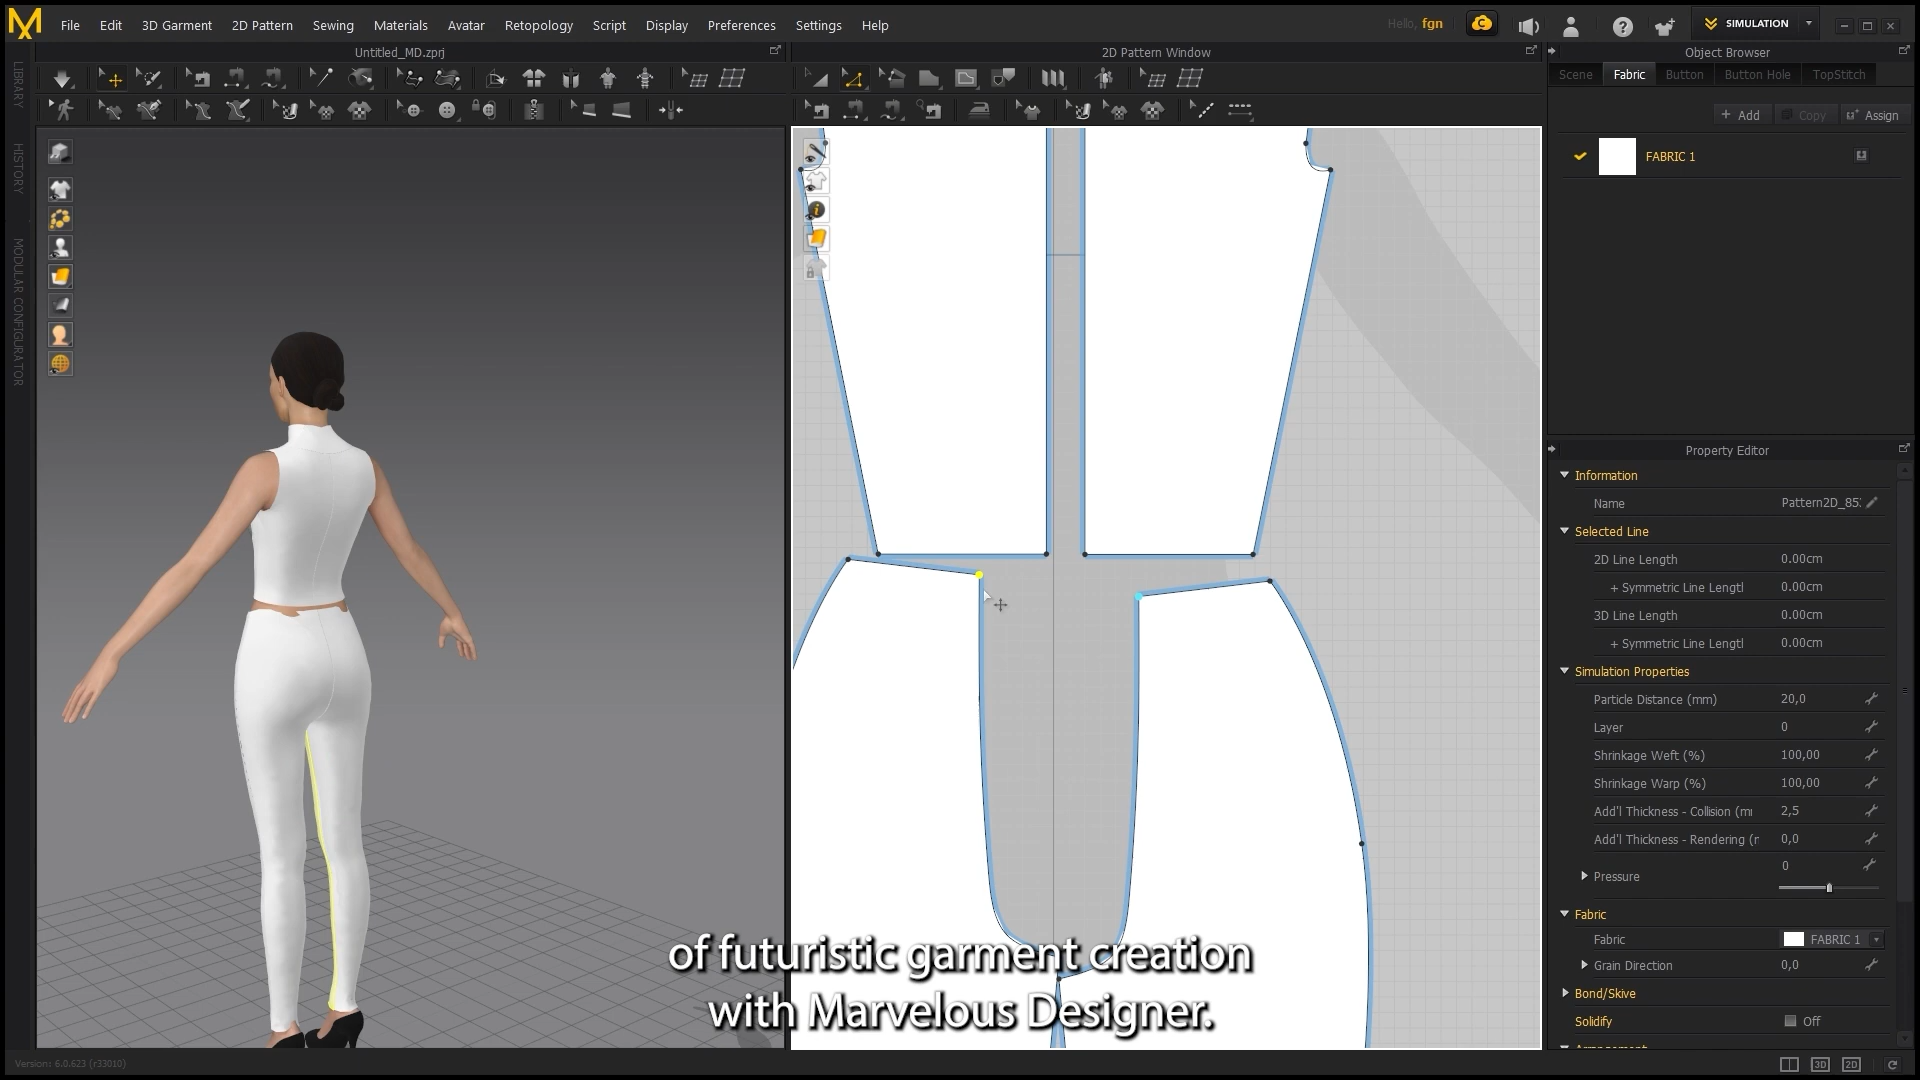 File Edit 3D Garment 2D Pattern Sewing Materials Avatar Retopology Script Display Preferences Settings Help
Hello, fgn
SIMULATION
Untitled_MD.zprj
2D Pattern Window
Object Browser
Scene Fabric Button Button Hole TopStitch
+ Add Copy Assign
FABRIC 1
LIBRARY
HISTORY
MODULAR CONFIGURATOR
Property Editor
Information
Name Pattern2D_85
Selected Line
2D Line Length 0.00cm
+ Symmetric Line Lengtl 0.00cm
3D Line Length 0.00cm
+ Symmetric Line Lengtl 0.00cm
Simulation Properties
Particle Distance (mm) 20,0
Layer 0
Shrinkage Weft (%) 100,00
Shrinkage Warp (%) 100,00
Add'l Thickness - Collision (m 2,5
Add'l Thickness - Rendering (r 0,0
Pressure 0
Fabric
Fabric FABRIC 1
Grain Direction 0,0
Bond/Skive
Solidify Off
of futuristic garment creation
with Marvelous Designer.
Version: 6.0.623 (r33010)
3D 2D